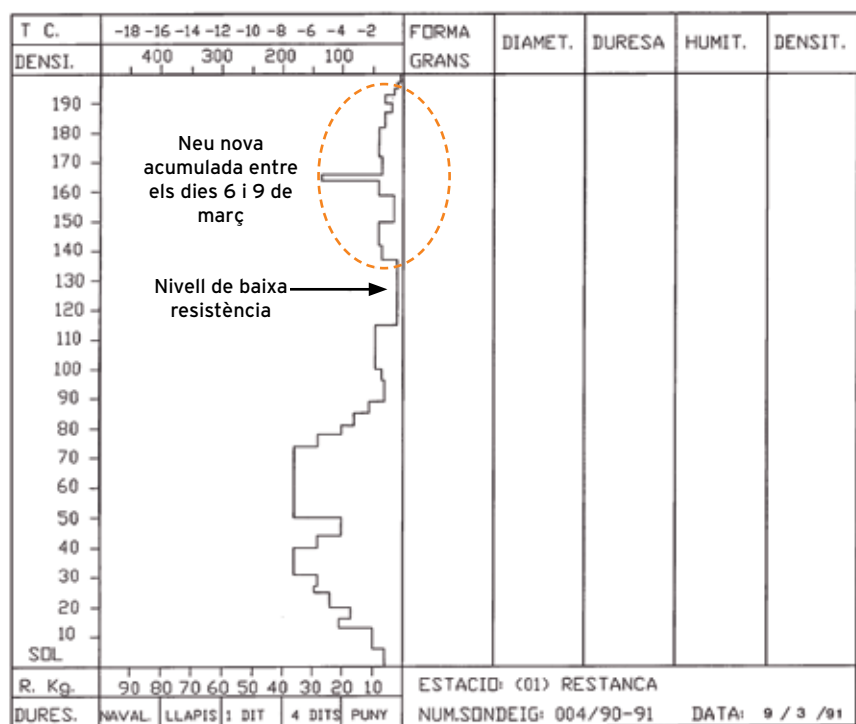 T C. -18 -16 -14 -12 -10 -8 -6 -4 -2 FORMA GRANS DIAMET. DURESA HUMIT. DENSIT.
DENSI. 400 300 200 100
190
180
Neu nova
acumulada entre
els dies 6 i 9 de
març
170
160
150
140
130
Nivell de baixa
resistència
120
110
100
90
80
70
60
50
40
30
20
10
SOL
R. Kg. 90 80 70 60 50 40 30 20 10 ESTACIO: (01) RESTANCA
DURES. NAVAL. LLAPIS 1 DIT 4 DITS PUNY NUM.SONDEIG: 004/90-91 DATA: 9 / 3 /91